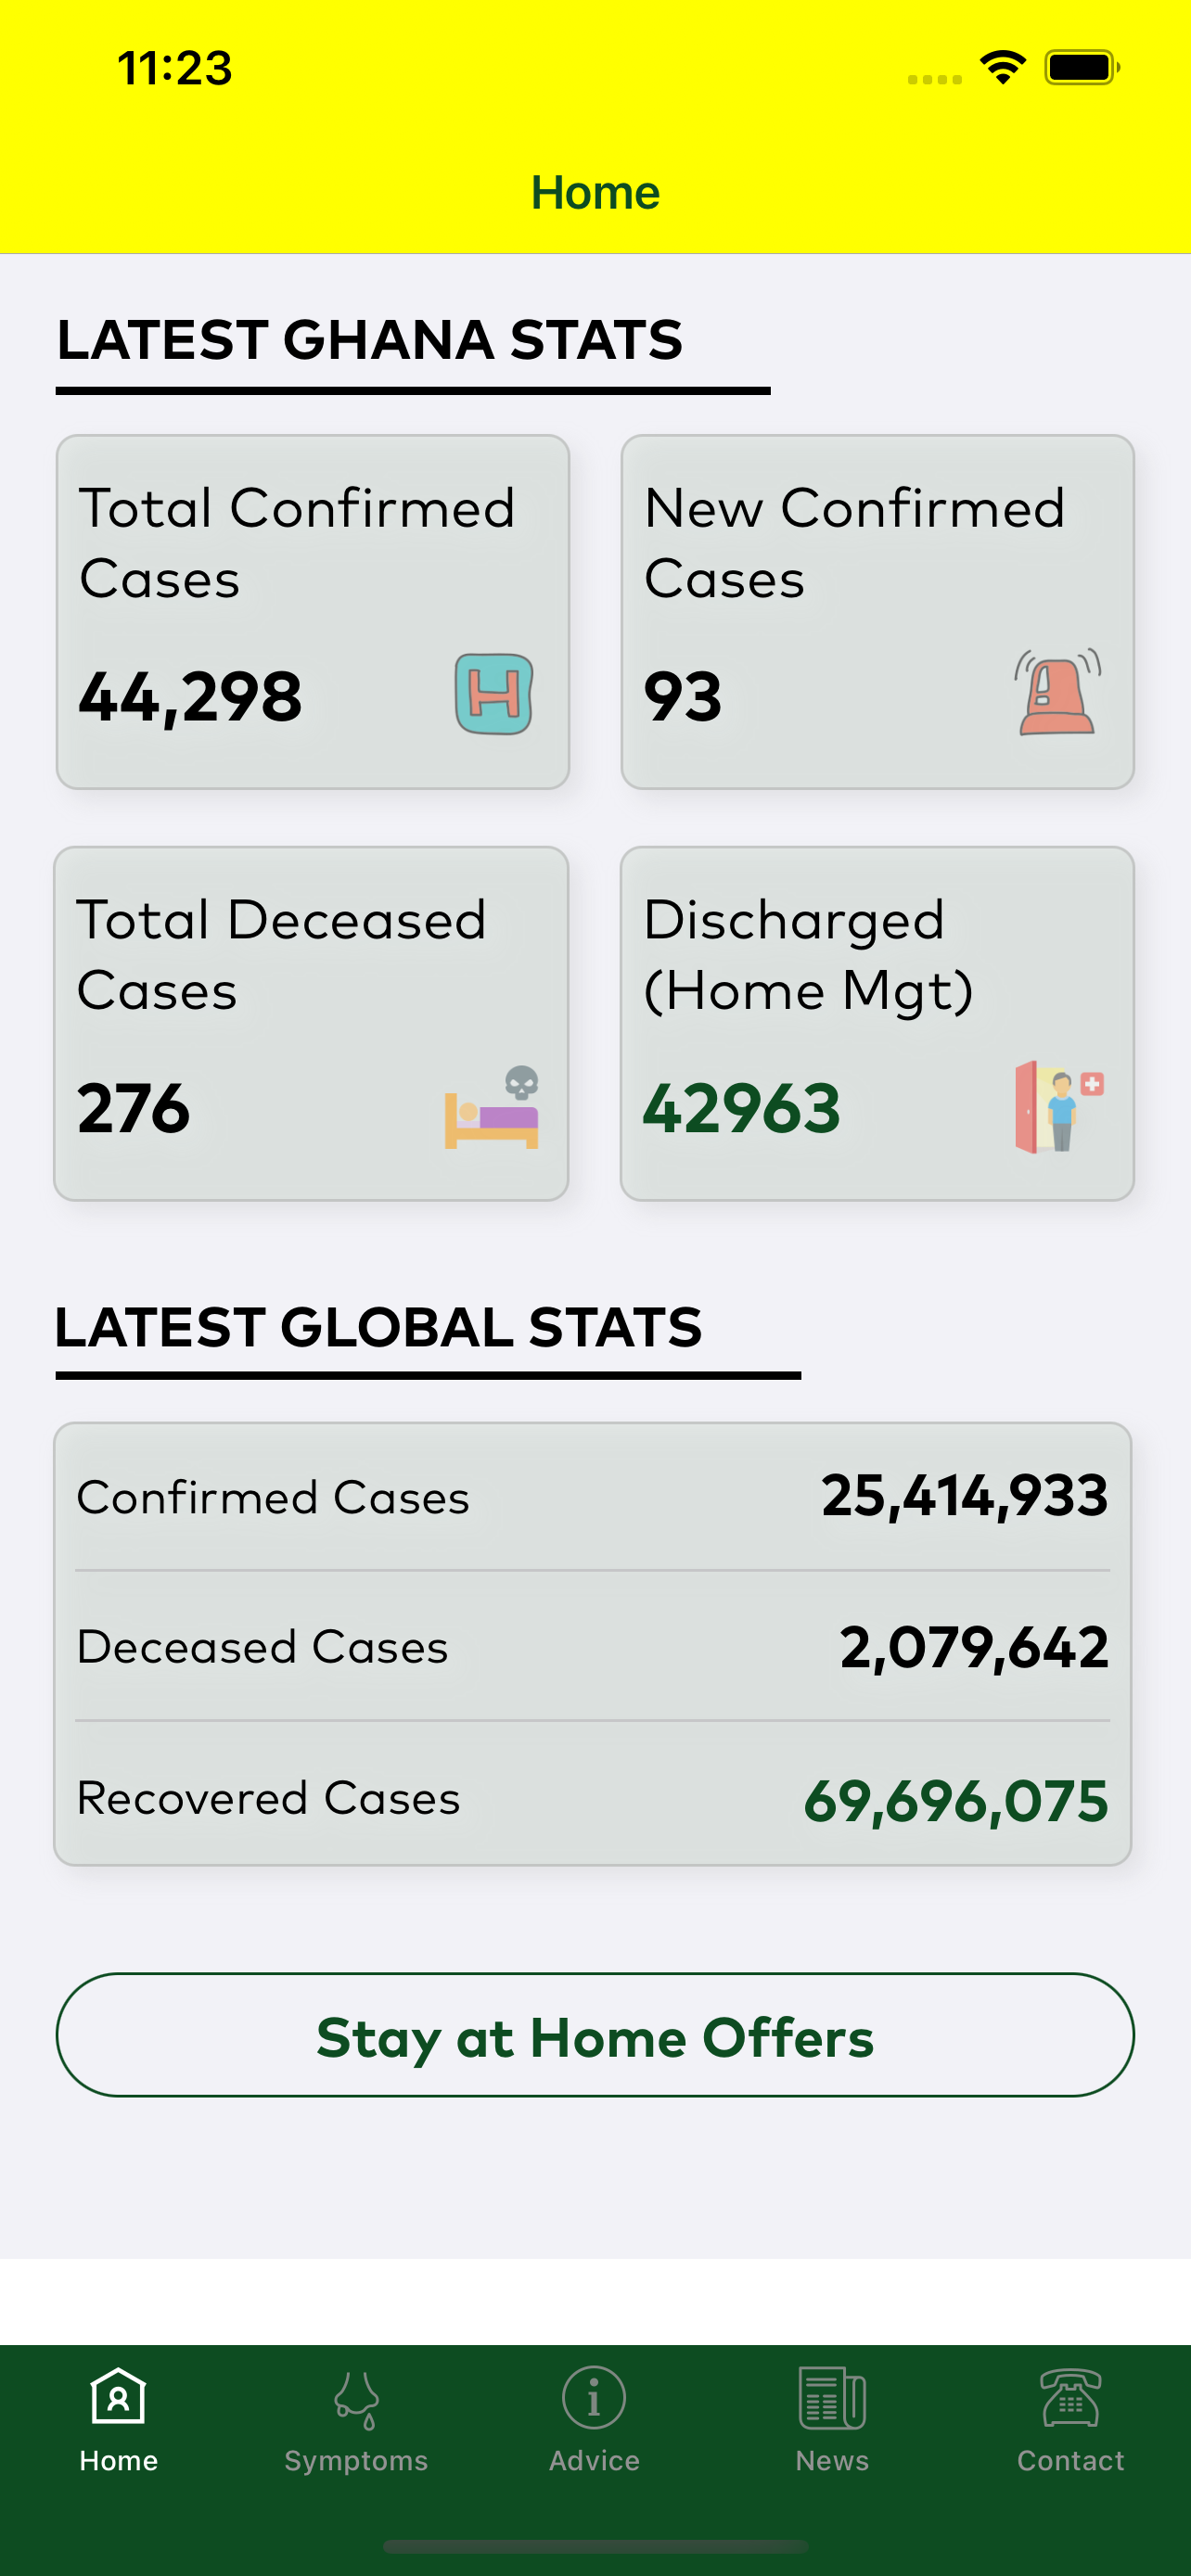 11:23
Home
LATEST GHANA STATS
Total Confirmed
Cases
44,298
H
New Confirmed
Cases
93
Total Deceased
Cases
276
Discharged
(Home Mgt)
42963
LATEST GLOBAL STATS
Confirmed Cases 25,414,933
Deceased Cases 2,079,642
Recovered Cases 69,696,075
Stay at Home Offers
Home Symptoms Advice News Contact